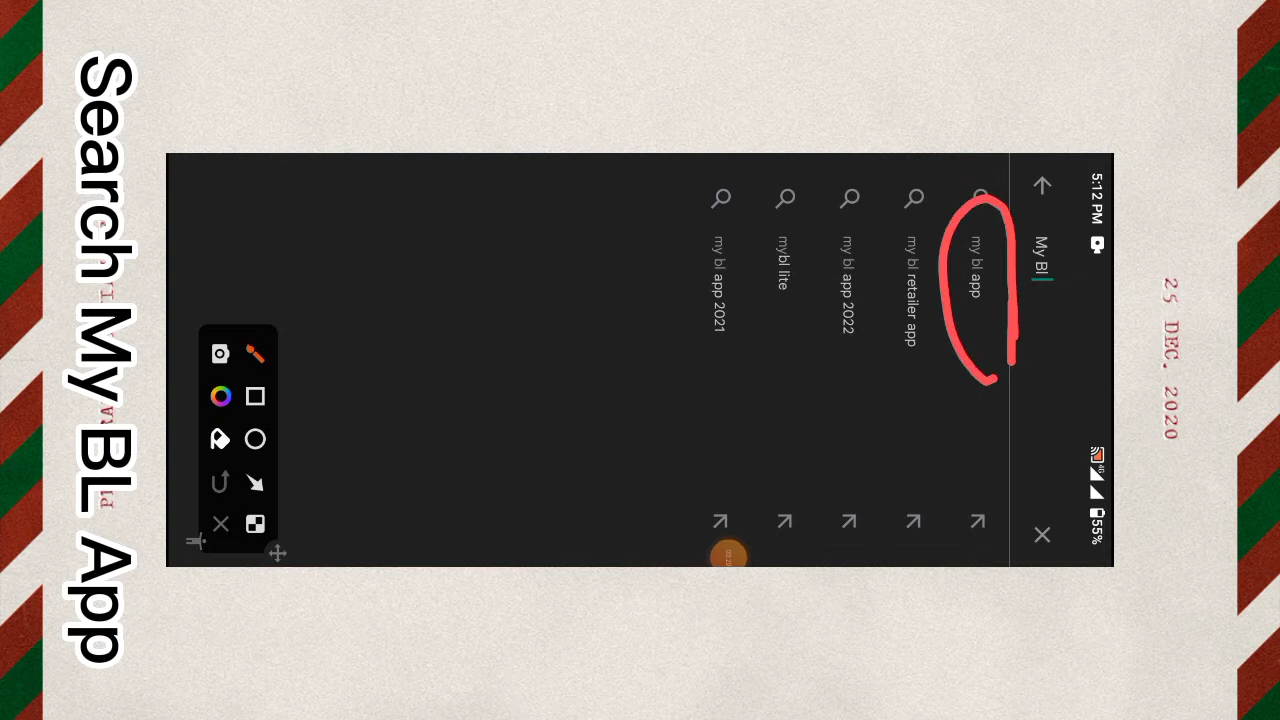 25 DEC. 2020
5:12 PM
4G
55%
My Bl
my bl app
my bl retailer app
my bl app 2022
mybl lite
my bl app 2021
Search My BL App